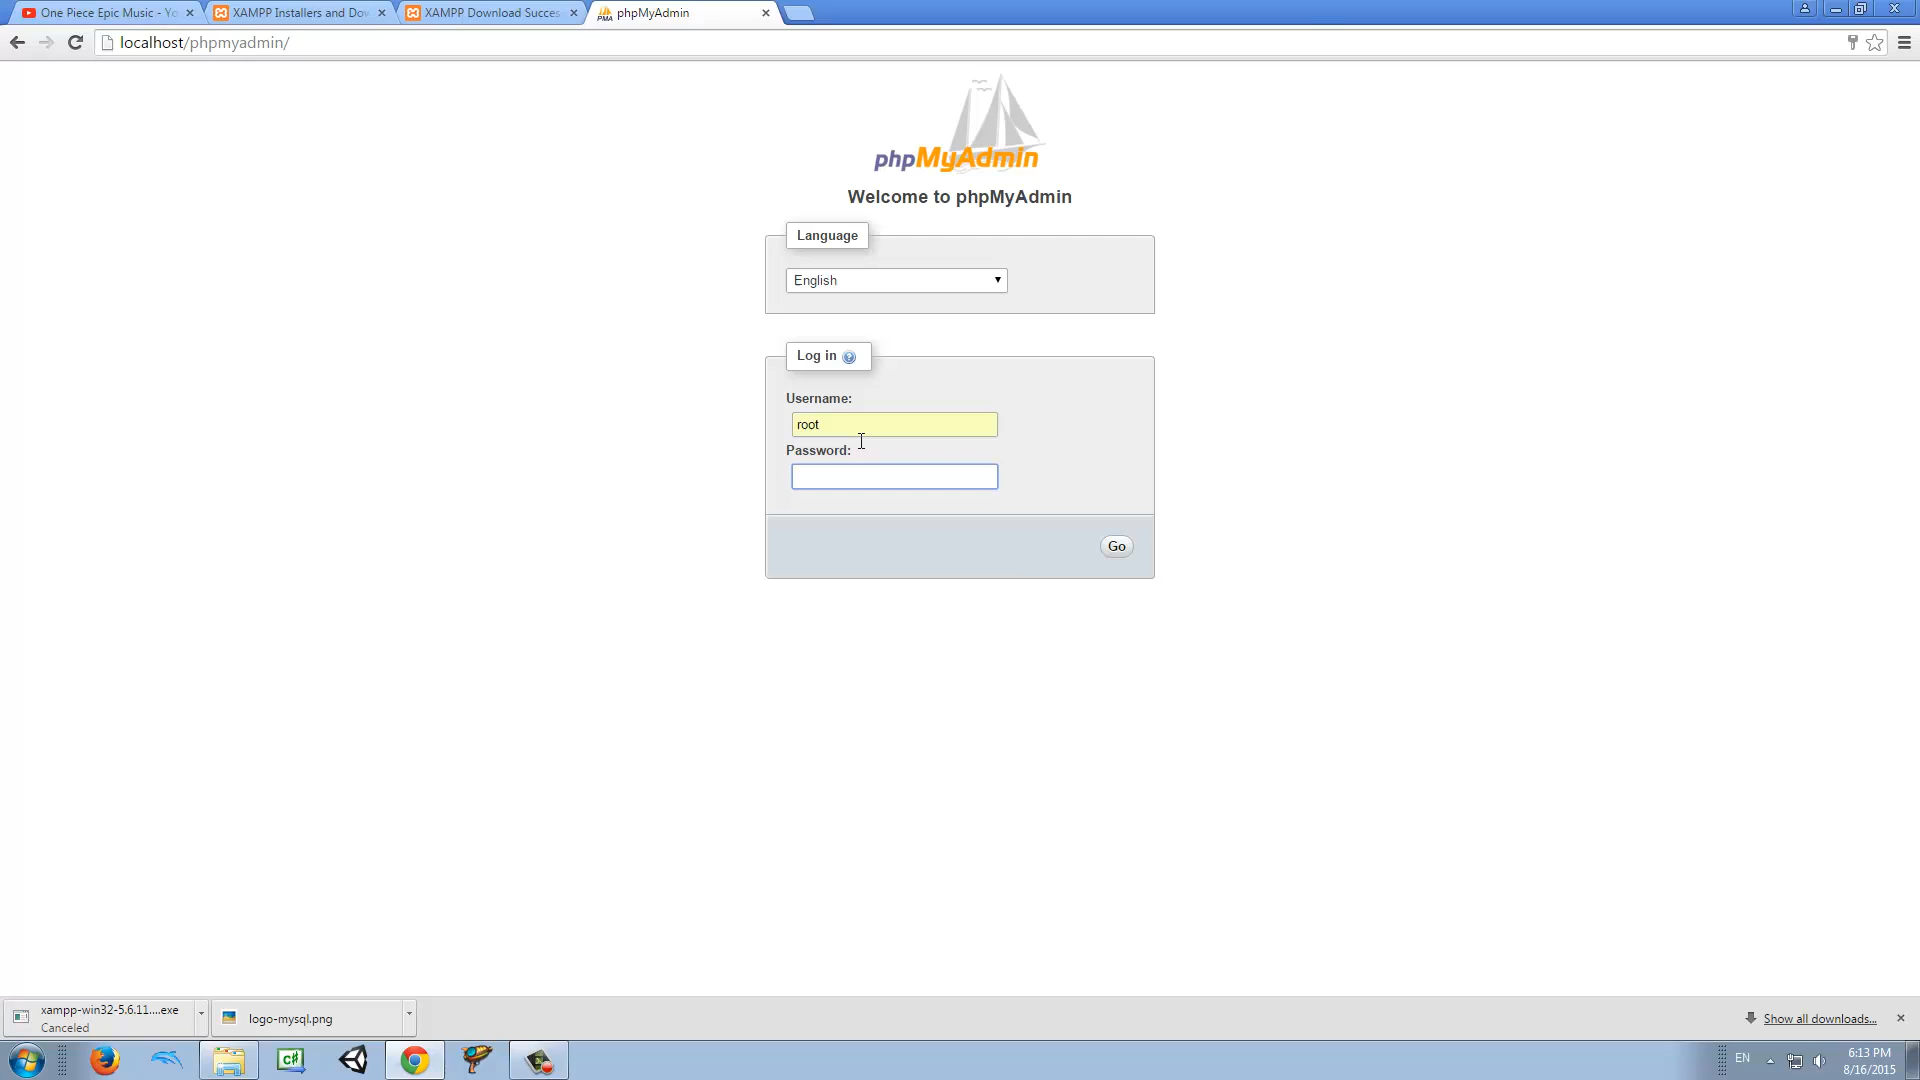 One Piece Epic Music - Yo
XAMPP Installers and Dow
XAMPP Download Succes
PMA
phpMyAdmin
localhost/phpmyadmin/
phpMyAdmin
Welcome to phpMyAdmin
Language
English
Log in
Username:
root
Password:
Go
xampp-win32-5.6.11....exe
Canceled
logo-mysql.png
Show all downloads...
C#
EN
6:13 PM
8/16/2015